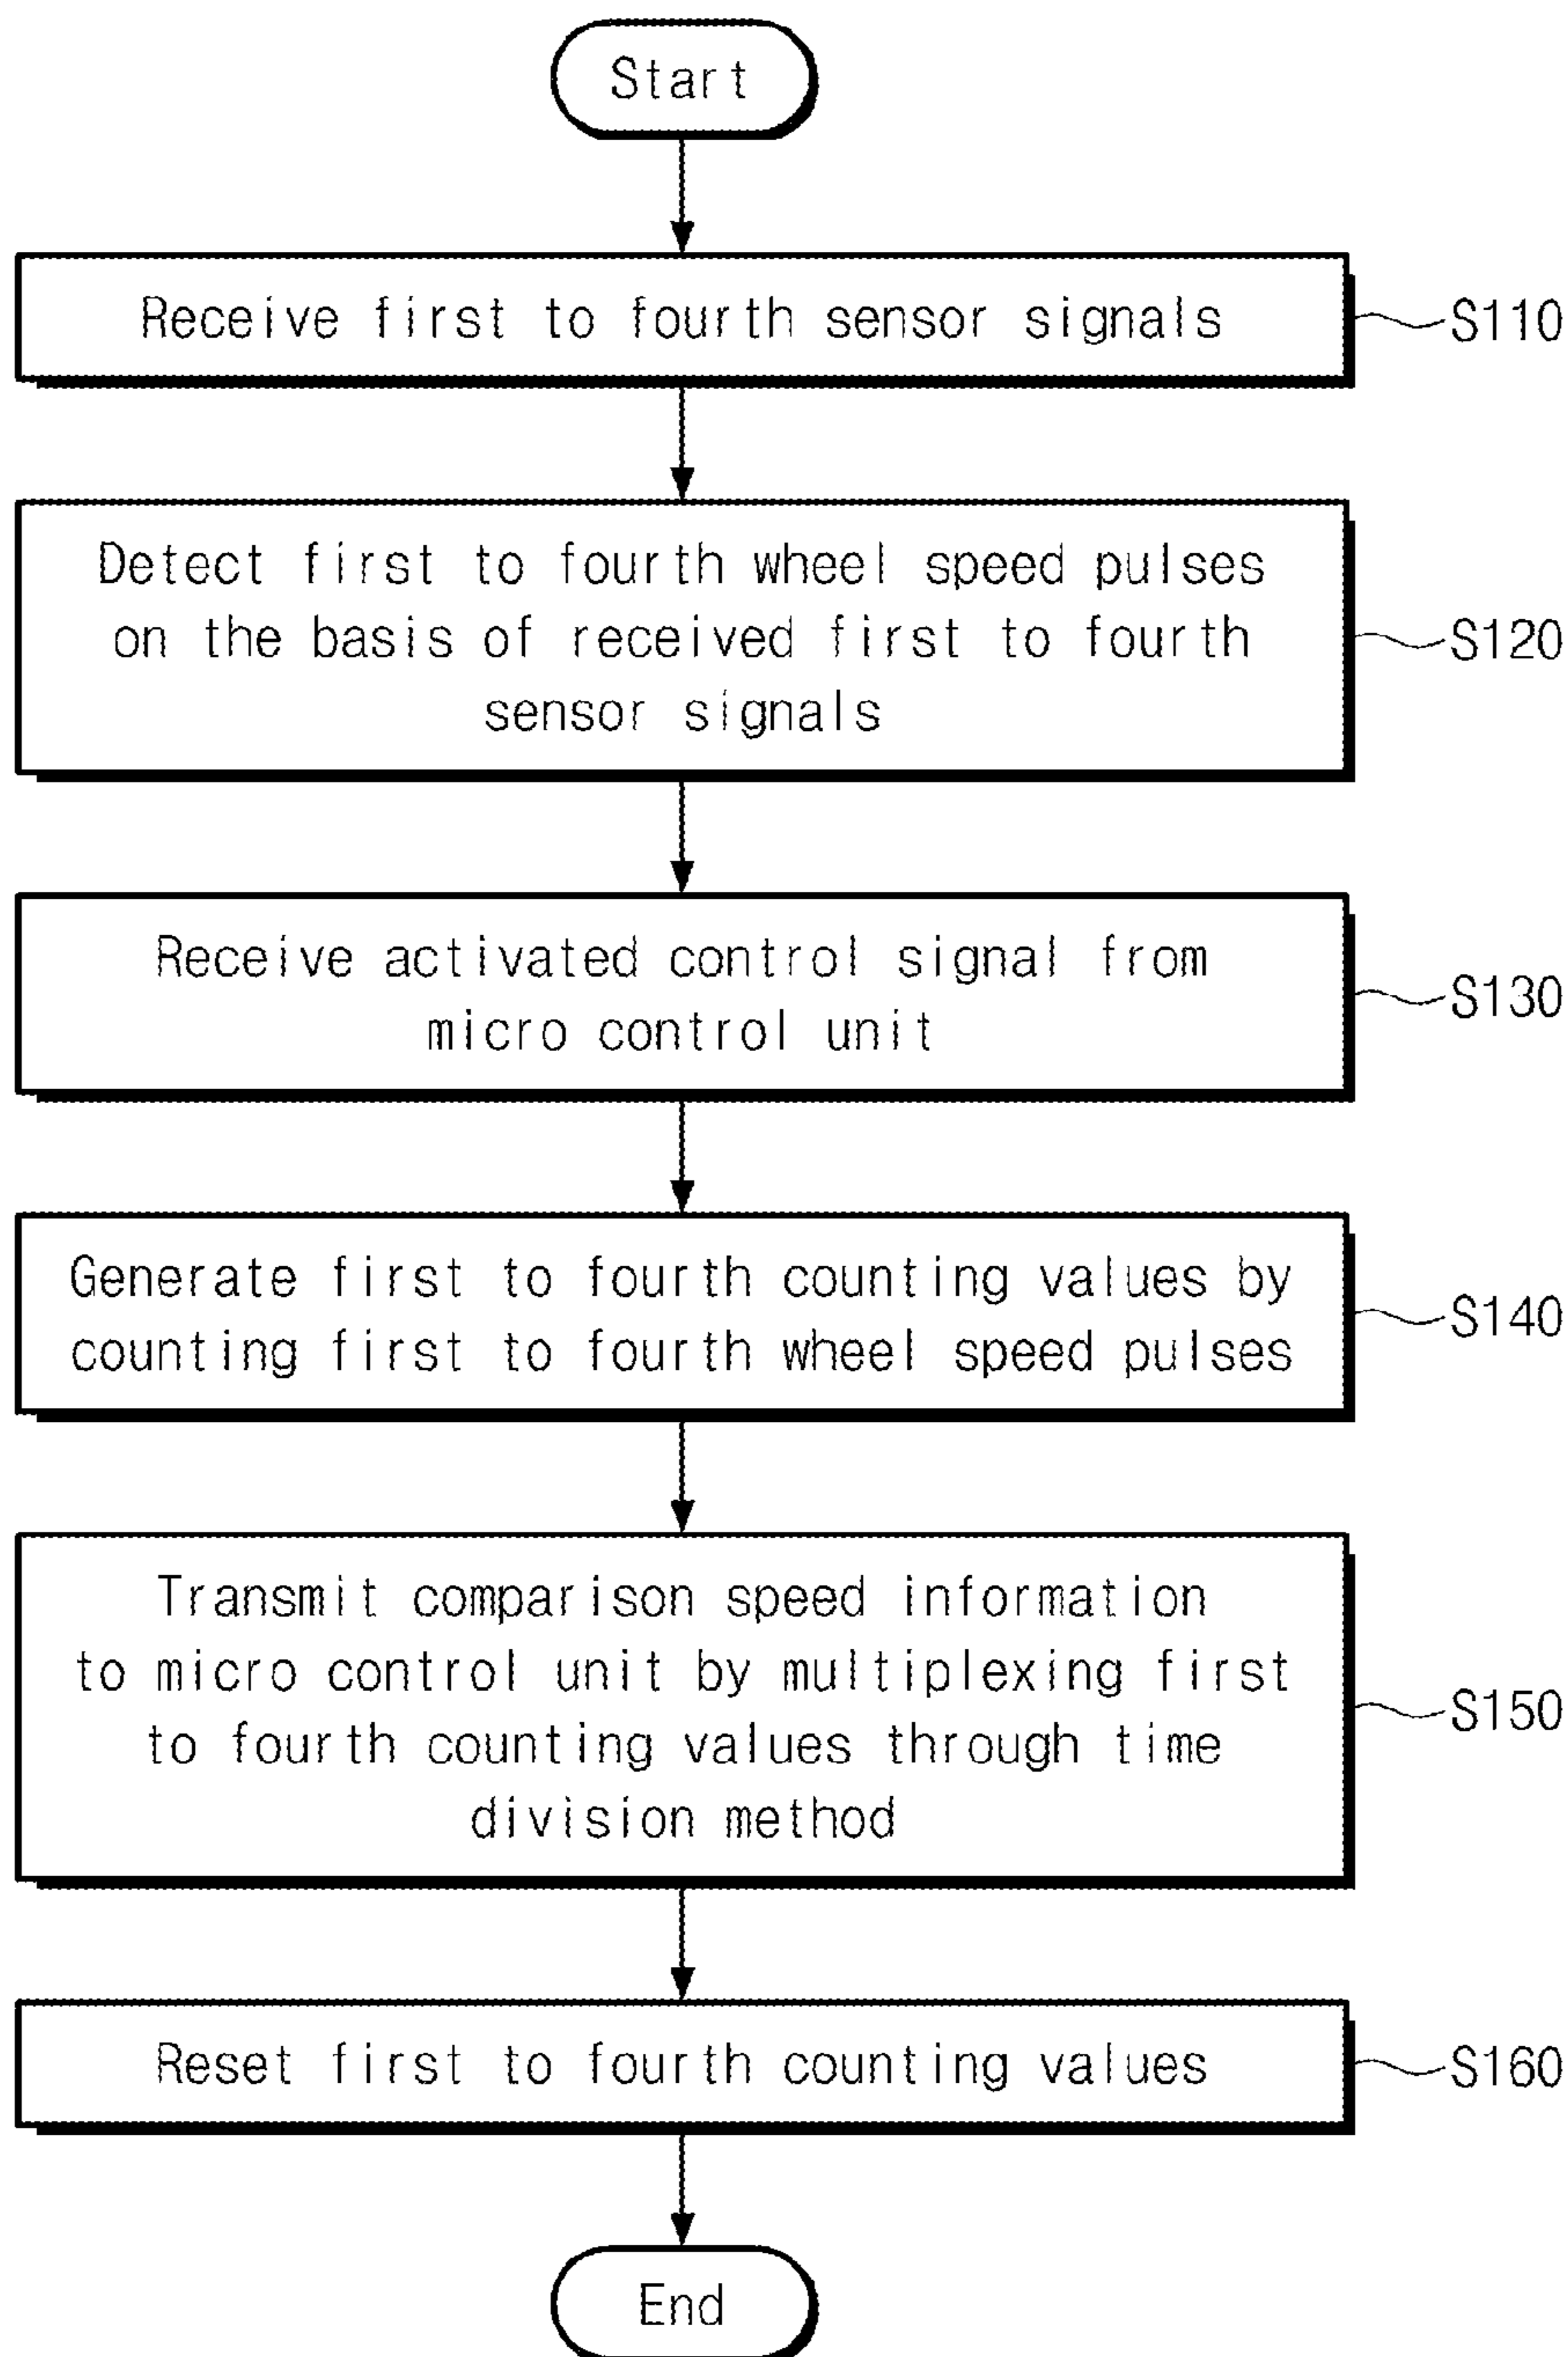 Start
Receive first to fourth sensor signals
S110
Detect first to fourth wheel speed pulses
on the basis of received first to fourth
sensor signals
S120
Receive activated control signal from
micro control unit
S130
Generate first to fourth counting values by
counting first to fourth wheel speed pulses
S140
Transmit comparison speed information
to micro control unit by multiplexing first
to fourth counting values through time
division method
S150
Reset first to fourth counting values
S160
End